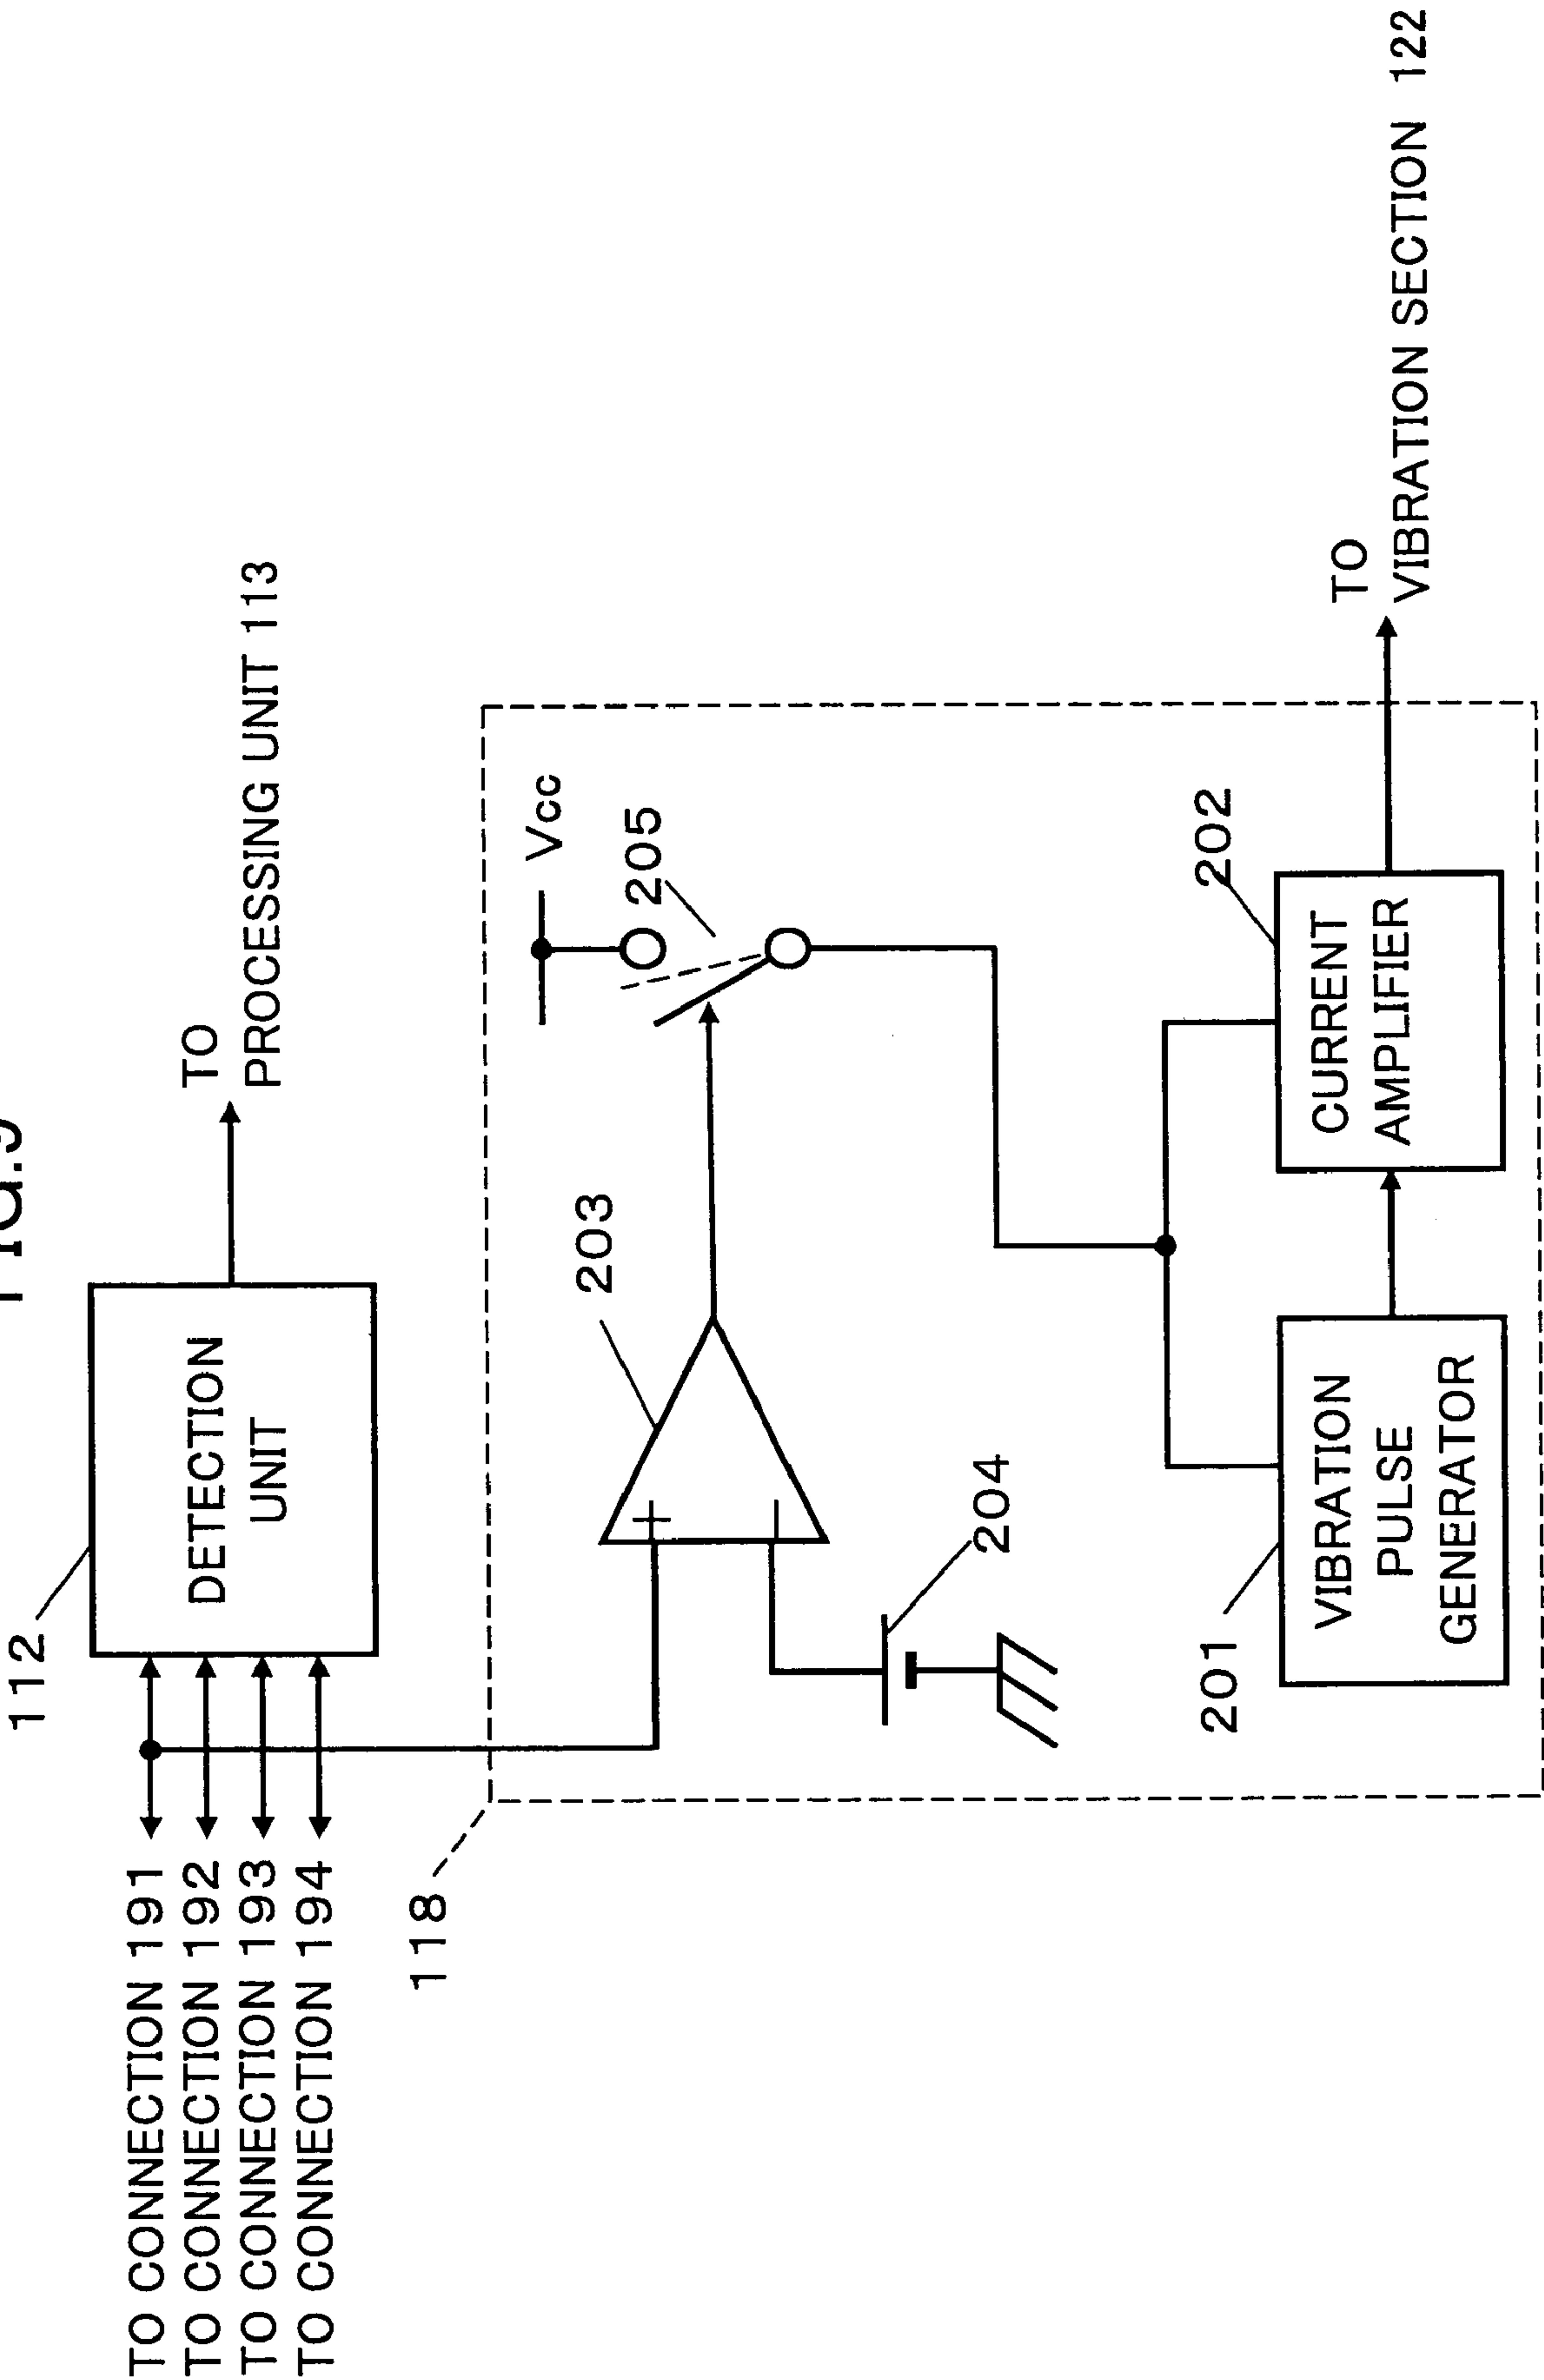 112
DETECTION
UNIT
TO
PROCESSING UNIT 113
TO CONNECTION 191
TO CONNECTION 192
TO CONNECTION 193
TO CONNECTION 194
118
203
+
−
204
Vcc
205
201
VIBRATION
PULSE
GENERATOR
202
CURRENT
AMPLIFIER
TO
VIBRATION SECTION 122